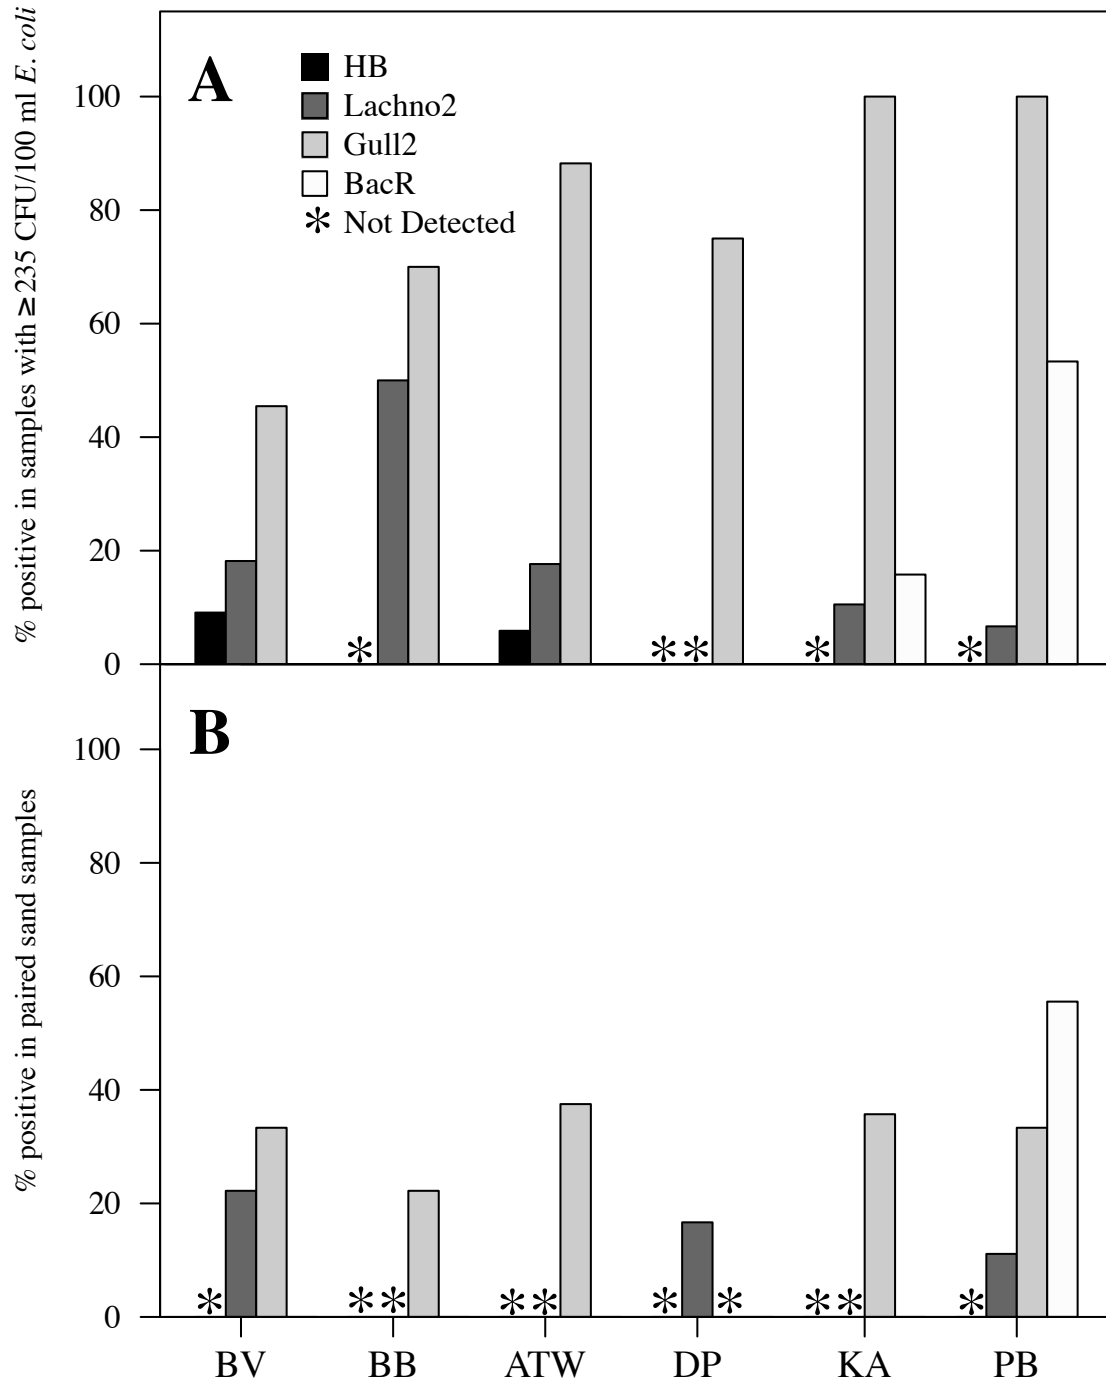 % positive in samples with ≥235 CFU/100 ml E. coli
A
HB
Lachno2
Gull2
BacR
* Not Detected
100
80
60
40
20
0
* * * * *
% positive in paired sand samples
B
100
80
60
40
20
0
* * * * * * * * * *
BV BB ATW DP KA PB